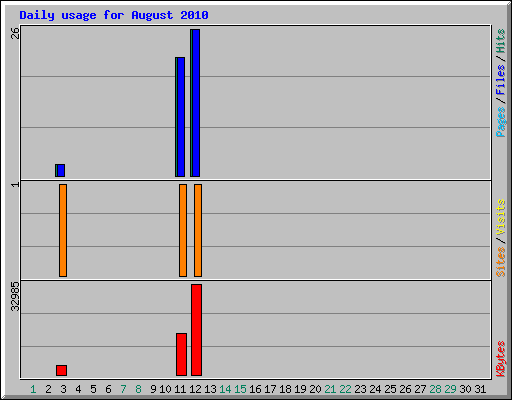 Daily usage for August 2010
26
1
32985
Pages / Files / Hits
Sites / Visits
KBytes
1 2 3 4 5 6 7 8 9 10 11 12 13 14 15 16 17 18 19 20 21 22 23 24 25 26 27 28 29 30 31